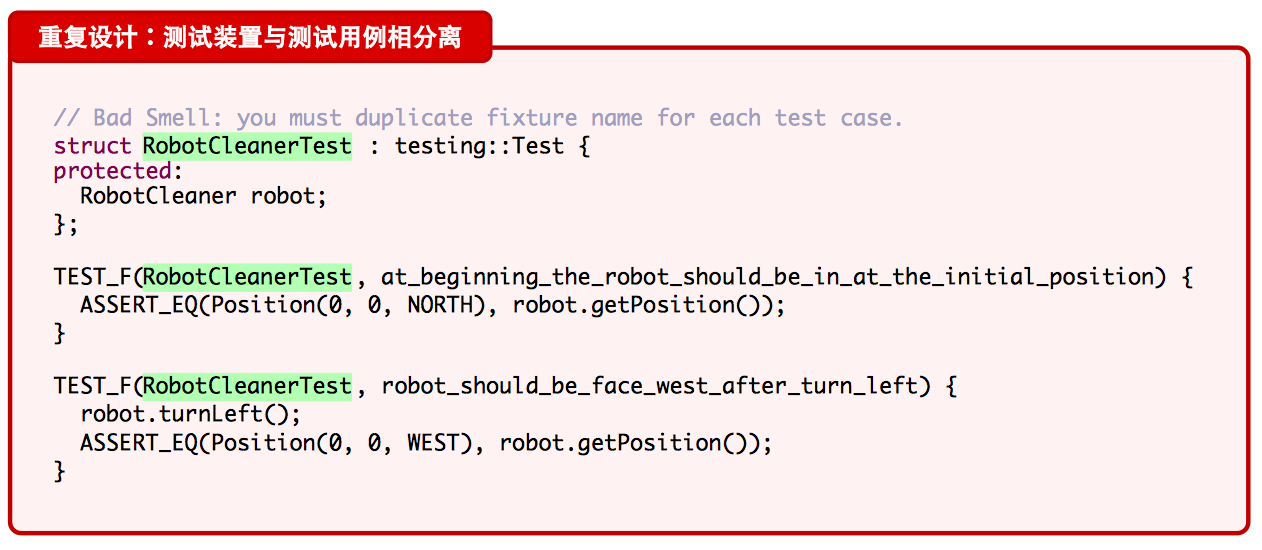 重复设计：测试装置与测试用例相分离
// Bad Smell: you must duplicate fixture name for each test case.
struct RobotCleanerTest : testing::Test {
protected:
  RobotCleaner robot;
};
TEST_F(RobotCleanerTest, at_beginning_the_robot_should_be_in_at_the_initial_position) {
  ASSERT_EQ(Position(0, 0, NORTH), robot.getPosition());
}
TEST_F(RobotCleanerTest, robot_should_be_face_west_after_turn_left) {
  robot.turnLeft();
  ASSERT_EQ(Position(0, 0, WEST), robot.getPosition());
}